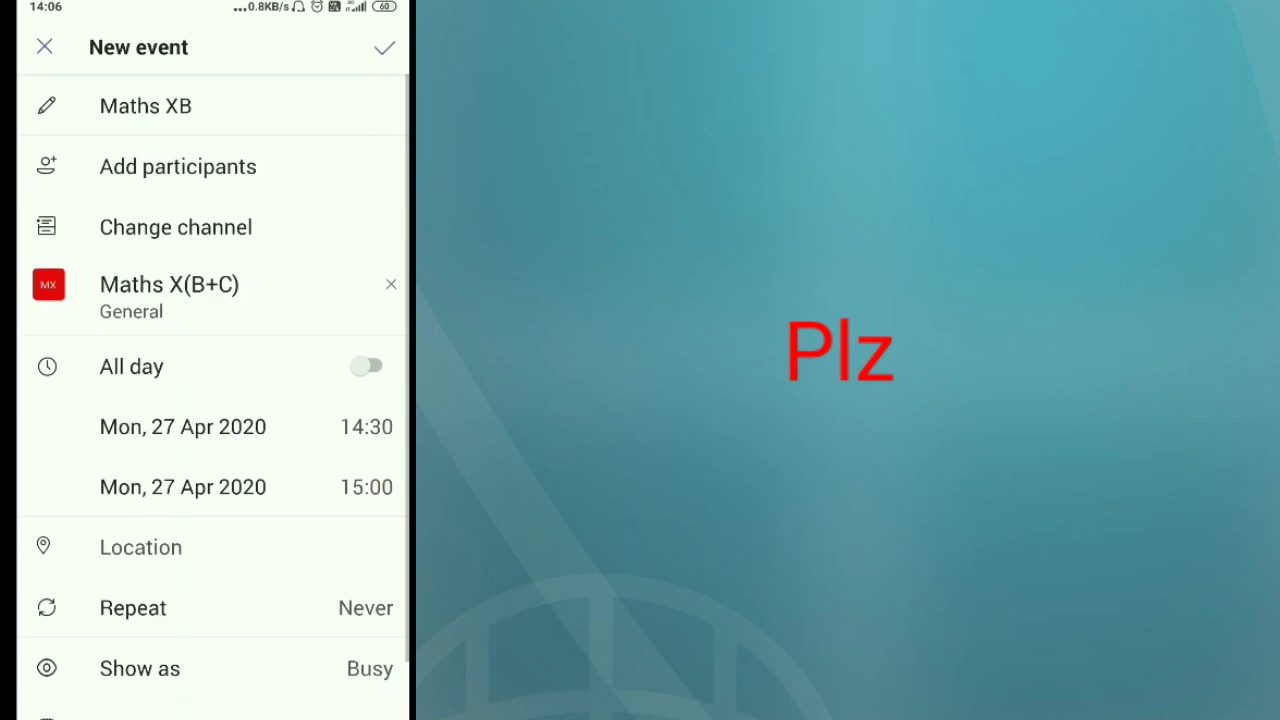 14:06
...0.8KB/s
60
New event
Maths XB
Add participants
Change channel
MX
Maths X(B+C)
General
All day
Mon, 27 Apr 2020 14:30
Mon, 27 Apr 2020 15:00
Location
Repeat Never
Show as Busy
Plz